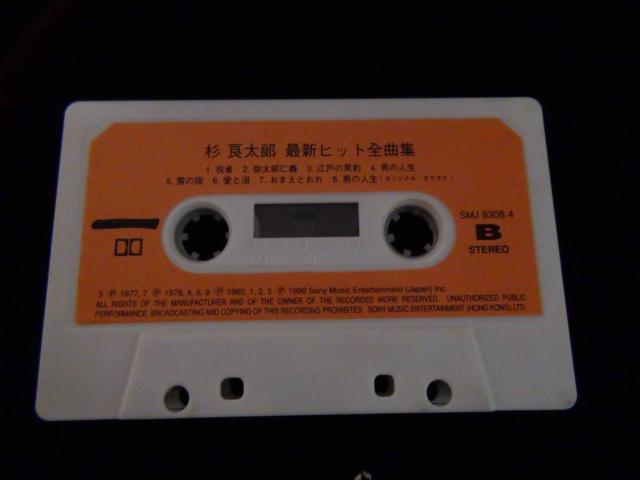 杉 良太郎 最新ヒット全曲集
1. 役者 2. 弥太郎仁義 3. 江戸の黒豹 4. 男の人生
5. 雪の宿 6. 愛と泪 7. おまえとおれ 8. 男の人生(オリジナル・カラオケ)
SMJ 9308.4
B
STEREO
3 Ⓟ 1977, 7 Ⓟ 1978, 4, 6, 8 Ⓟ 1980, 1, 2, 5 Ⓟ 1990 Sony Music Entertainment (Japan) Inc.
ALL RIGHTS OF THE MANUFACTURER AND OF THE OWNER OF THE RECORDED WORK RESERVED. UNAUTHORIZED PUBLIC
PERFORMANCE, BROADCASTING AND COPYING OF THIS RECORDING PROHIBITED. SONY MUSIC ENTERTAINMENT (HONG KONG) LTD.